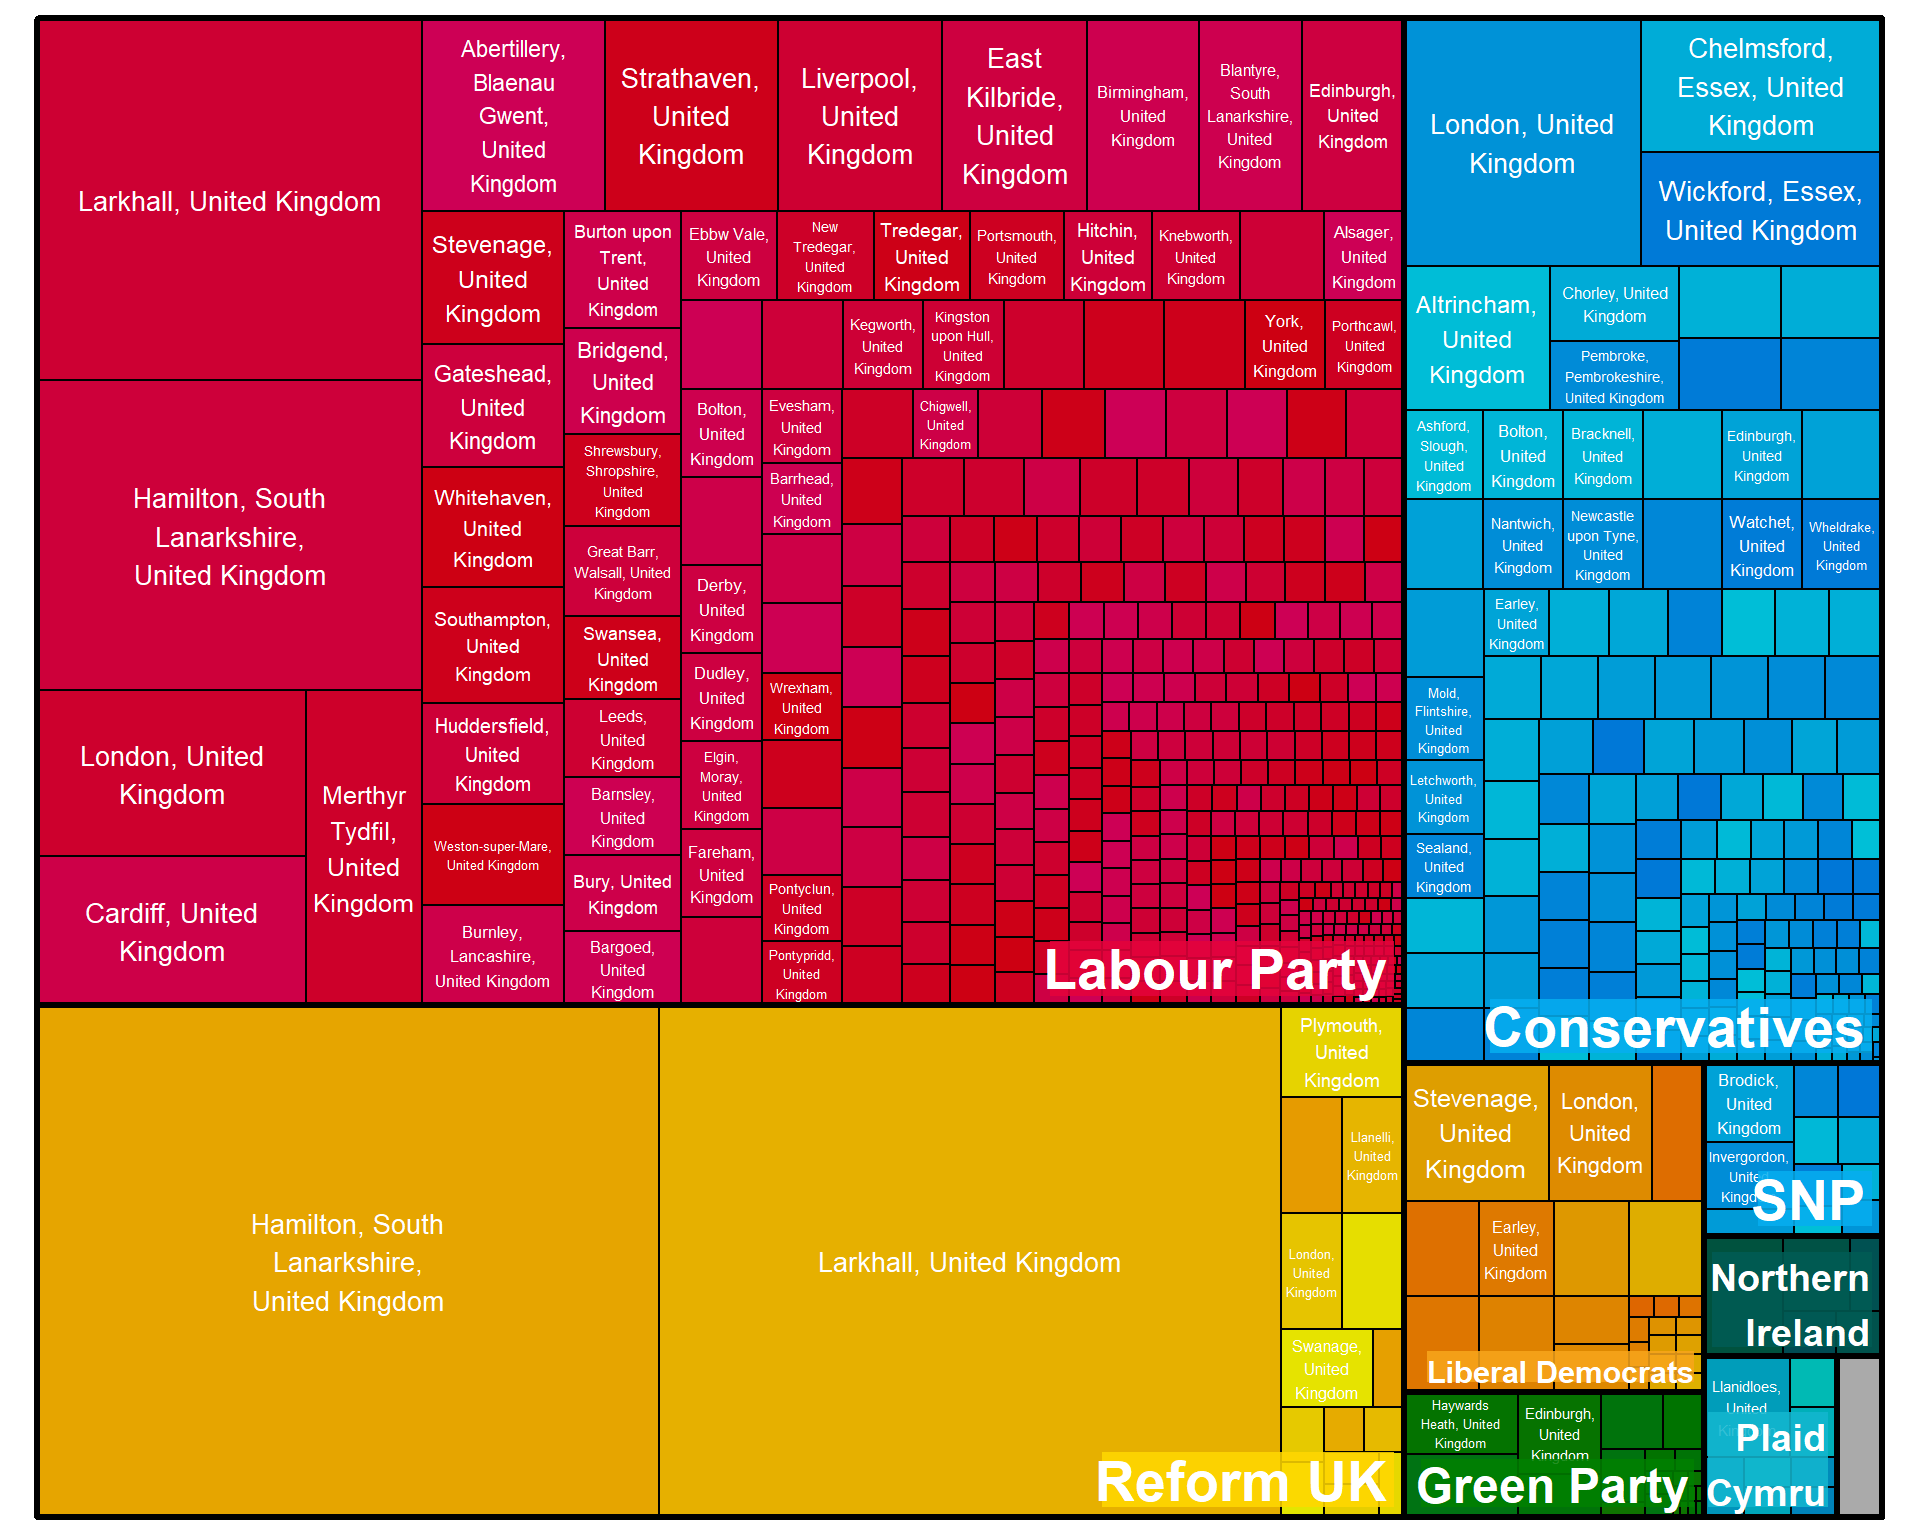 Larkhall, United Kingdom
Hamilton, South
Lanarkshire,
United Kingdom
London, United
Kingdom
Cardiff, United
Kingdom
Merthyr
Tydfil,
United
Kingdom
Abertillery,
Blaenau
Gwent,
United
Kingdom
Strathaven,
United
Kingdom
Liverpool,
United
Kingdom
East
Kilbride,
United
Kingdom
Birmingham,
United
Kingdom
Blantyre,
South
Lanarkshire,
United
Kingdom
Edinburgh,
United
Kingdom
Stevenage,
United
Kingdom
Gateshead,
United
Kingdom
Whitehaven,
United
Kingdom
Southampton,
United
Kingdom
Huddersfield,
United
Kingdom
Weston-super-Mare,
United Kingdom
Burnley,
Lancashire,
United Kingdom
Burton upon
Trent,
United
Kingdom
Bridgend,
United
Kingdom
Shrewsbury,
Shropshire,
United
Kingdom
Great Barr,
Walsall, United
Kingdom
Swansea,
United
Kingdom
Leeds,
United
Kingdom
Barnsley,
United
Kingdom
Bury, United
Kingdom
Bargoed,
United
Kingdom
Ebbw Vale,
United
Kingdom
New
Tredegar,
United
Kingdom
Tredegar,
United
Kingdom
Portsmouth,
United
Kingdom
Hitchin,
United
Kingdom
Knebworth,
United
Kingdom
Alsager,
United
Kingdom
Kegworth,
United
Kingdom
Kingston
upon Hull,
United
Kingdom
York,
United
Kingdom
Porthcawl,
United
Kingdom
Bolton,
United
Kingdom
Derby,
United
Kingdom
Dudley,
United
Kingdom
Elgin,
Moray,
United
Kingdom
Fareham,
United
Kingdom
Evesham,
United
Kingdom
Barrhead,
United
Kingdom
Wrexham,
United
Kingdom
Pontyclun,
United
Kingdom
Pontypridd,
United
Kingdom
Chigwell,
United
Kingdom
Labour Party
London, United
Kingdom
Chelmsford,
Essex, United
Kingdom
Wickford, Essex,
United Kingdom
Altrincham,
United
Kingdom
Chorley, United
Kingdom
Pembroke,
Pembrokeshire,
United Kingdom
Ashford,
Slough,
United
Kingdom
Bolton,
United
Kingdom
Bracknell,
United
Kingdom
Edinburgh,
United
Kingdom
Nantwich,
United
Kingdom
Newcastle
upon Tyne,
United
Kingdom
Watchet,
United
Kingdom
Wheldrake,
United
Kingdom
Earley,
United
Kingdom
Mold,
Flintshire,
United
Kingdom
Letchworth,
United
Kingdom
Sealand,
United
Kingdom
Conservatives
Hamilton, South
Lanarkshire,
United Kingdom
Larkhall, United Kingdom
Plymouth,
United
Kingdom
Llanelli,
United
Kingdom
London,
United
Kingdom
Swanage,
United
Kingdom
Reform UK
Stevenage,
United
Kingdom
London,
United
Kingdom
Earley,
United
Kingdom
Liberal Democrats
Haywards
Heath, United
Kingdom
Edinburgh,
United
Kingdom
Green Party
Brodick,
United
Kingdom
Invergordon,
SNP
Northern
Ireland
Llanidloes,
United
Plaid
Cymru